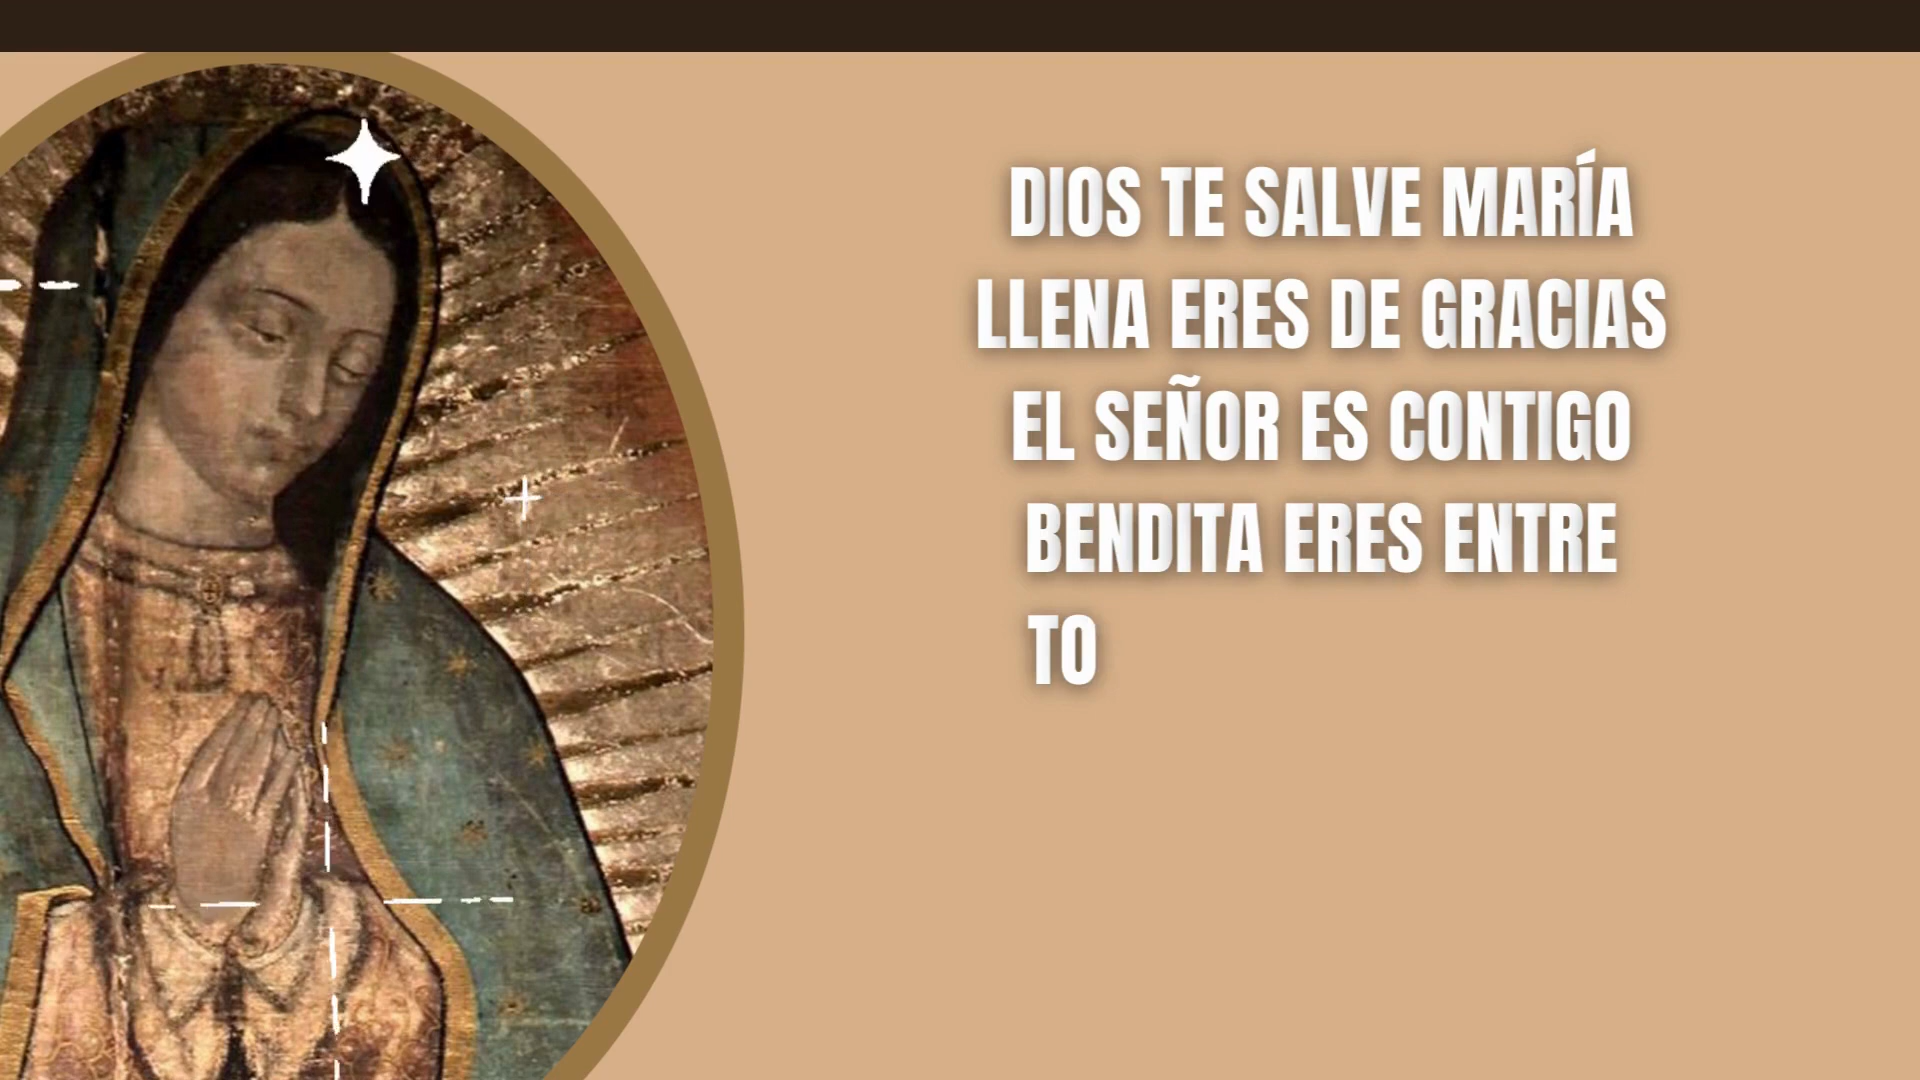 DIOS TE SALVE MARÍA
LLENA ERES DE GRACIAS
EL SEÑOR ES CONTIGO
BENDITA ERES ENTRE
TO